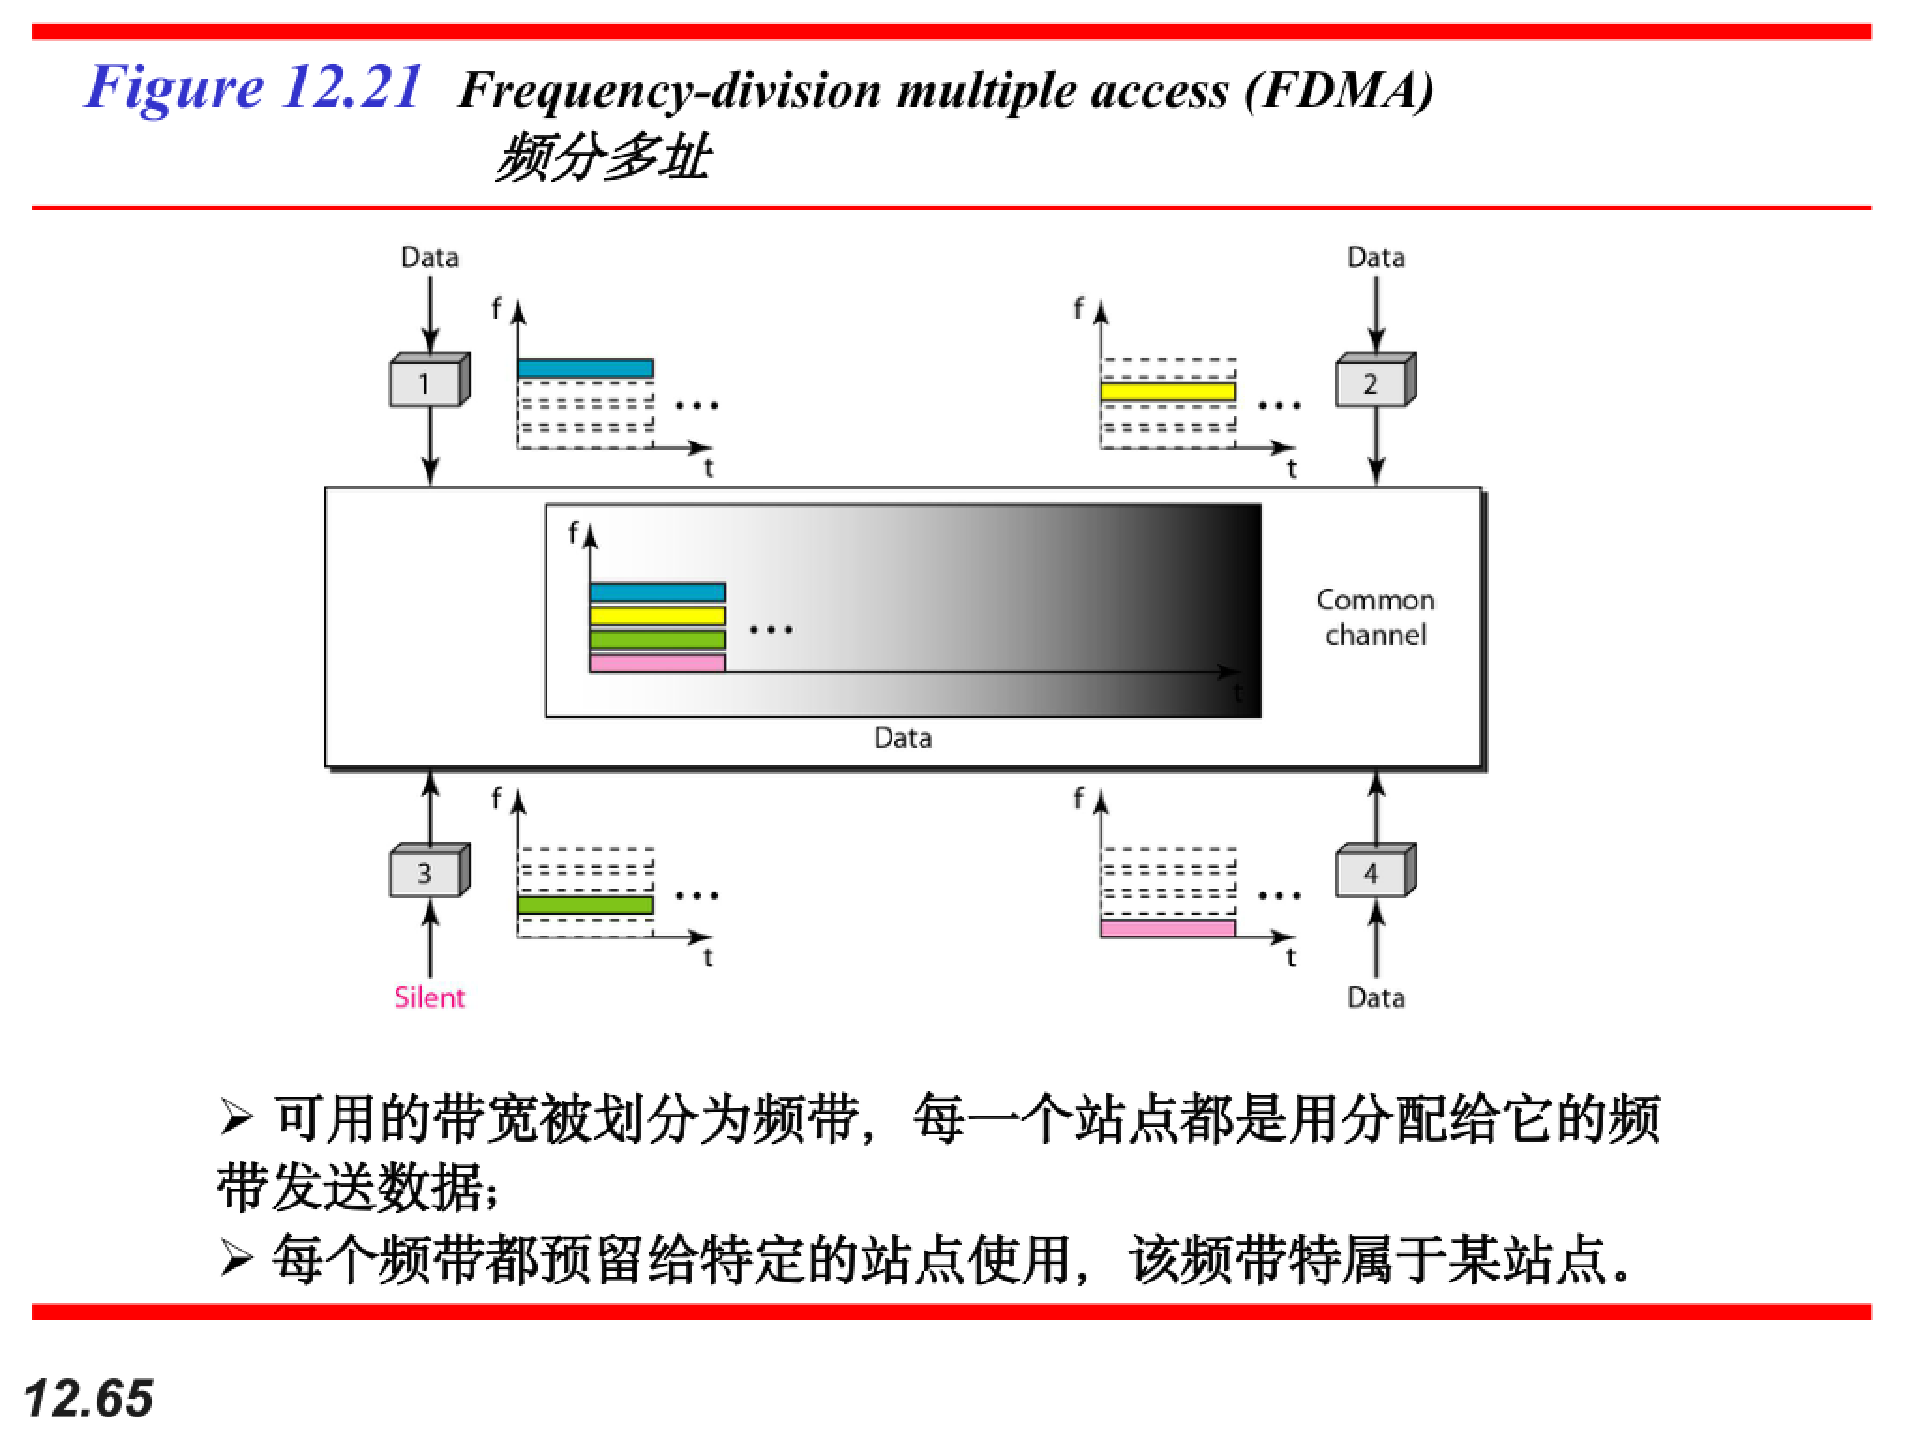 Figure 12.21 Frequency-division multiple access (FDMA)
频分多址
Data
Data
f
f
1
2
...
...
t
t
f
Common
channel
...
t
Data
f
f
3
4
...
...
t
t
Silent
Data
➢ 可用的带宽被划分为频带，每一个站点都是用分配给它的频
带发送数据；
➢ 每个频带都预留给特定的站点使用，该频带特属于某站点。
12.65